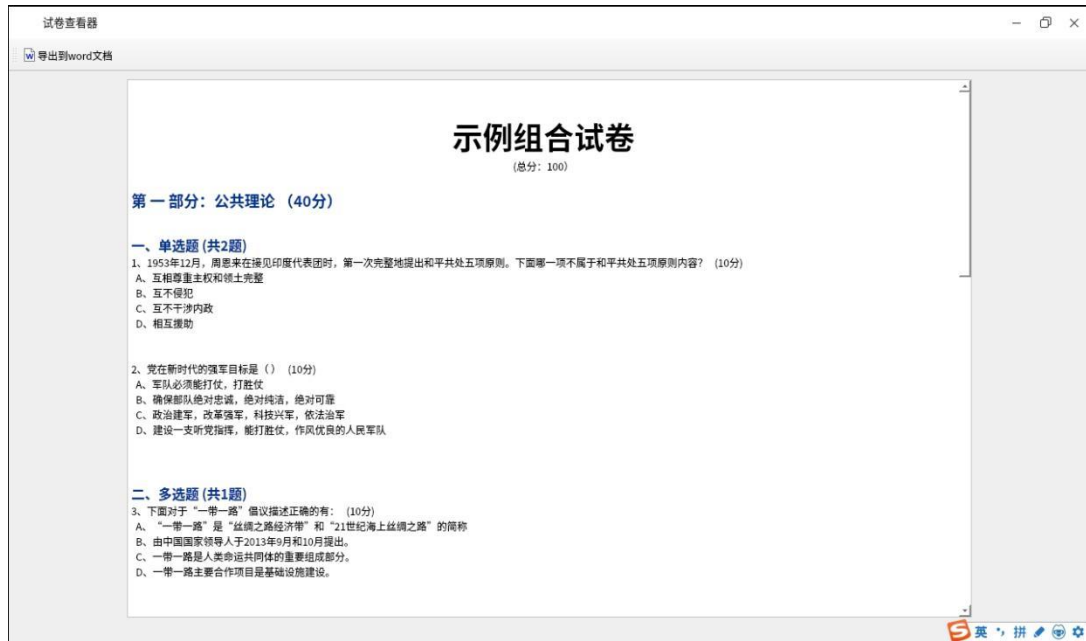 试卷查看器
导出到word文档
示例组合试卷
(总分：100)
第一部分：公共理论 （40分）
一、单选题 (共2题)
1、1953年12月，周恩来在接见印度代表团时，第一次完整地提出和平共处五项原则。下面哪一项不属于和平共处五项原则内容？ (10分)
A、互相尊重主权和领土完整
B、互不侵犯
C、互不干涉内政
D、相互援助
2、党在新时代的强军目标是（） (10分)
A、军队必须能打仗，打胜仗
B、确保部队绝对忠诚，绝对纯洁，绝对可靠
C、政治建军，改革强军，科技兴军，依法治军
D、建设一支听党指挥，能打胜仗，作风优良的人民军队
二、多选题 (共1题)
3、下面对于“一带一路”倡议描述正确的有： (10分)
A、“一带一路”是“丝绸之路经济带”和“21世纪海上丝绸之路”的简称
B、由中国国家领导人于2013年9月和10月提出。
C、一带一路是人类命运共同体的重要组成部分。
D、一带一路主要合作项目是基础设施建设。
英 拼